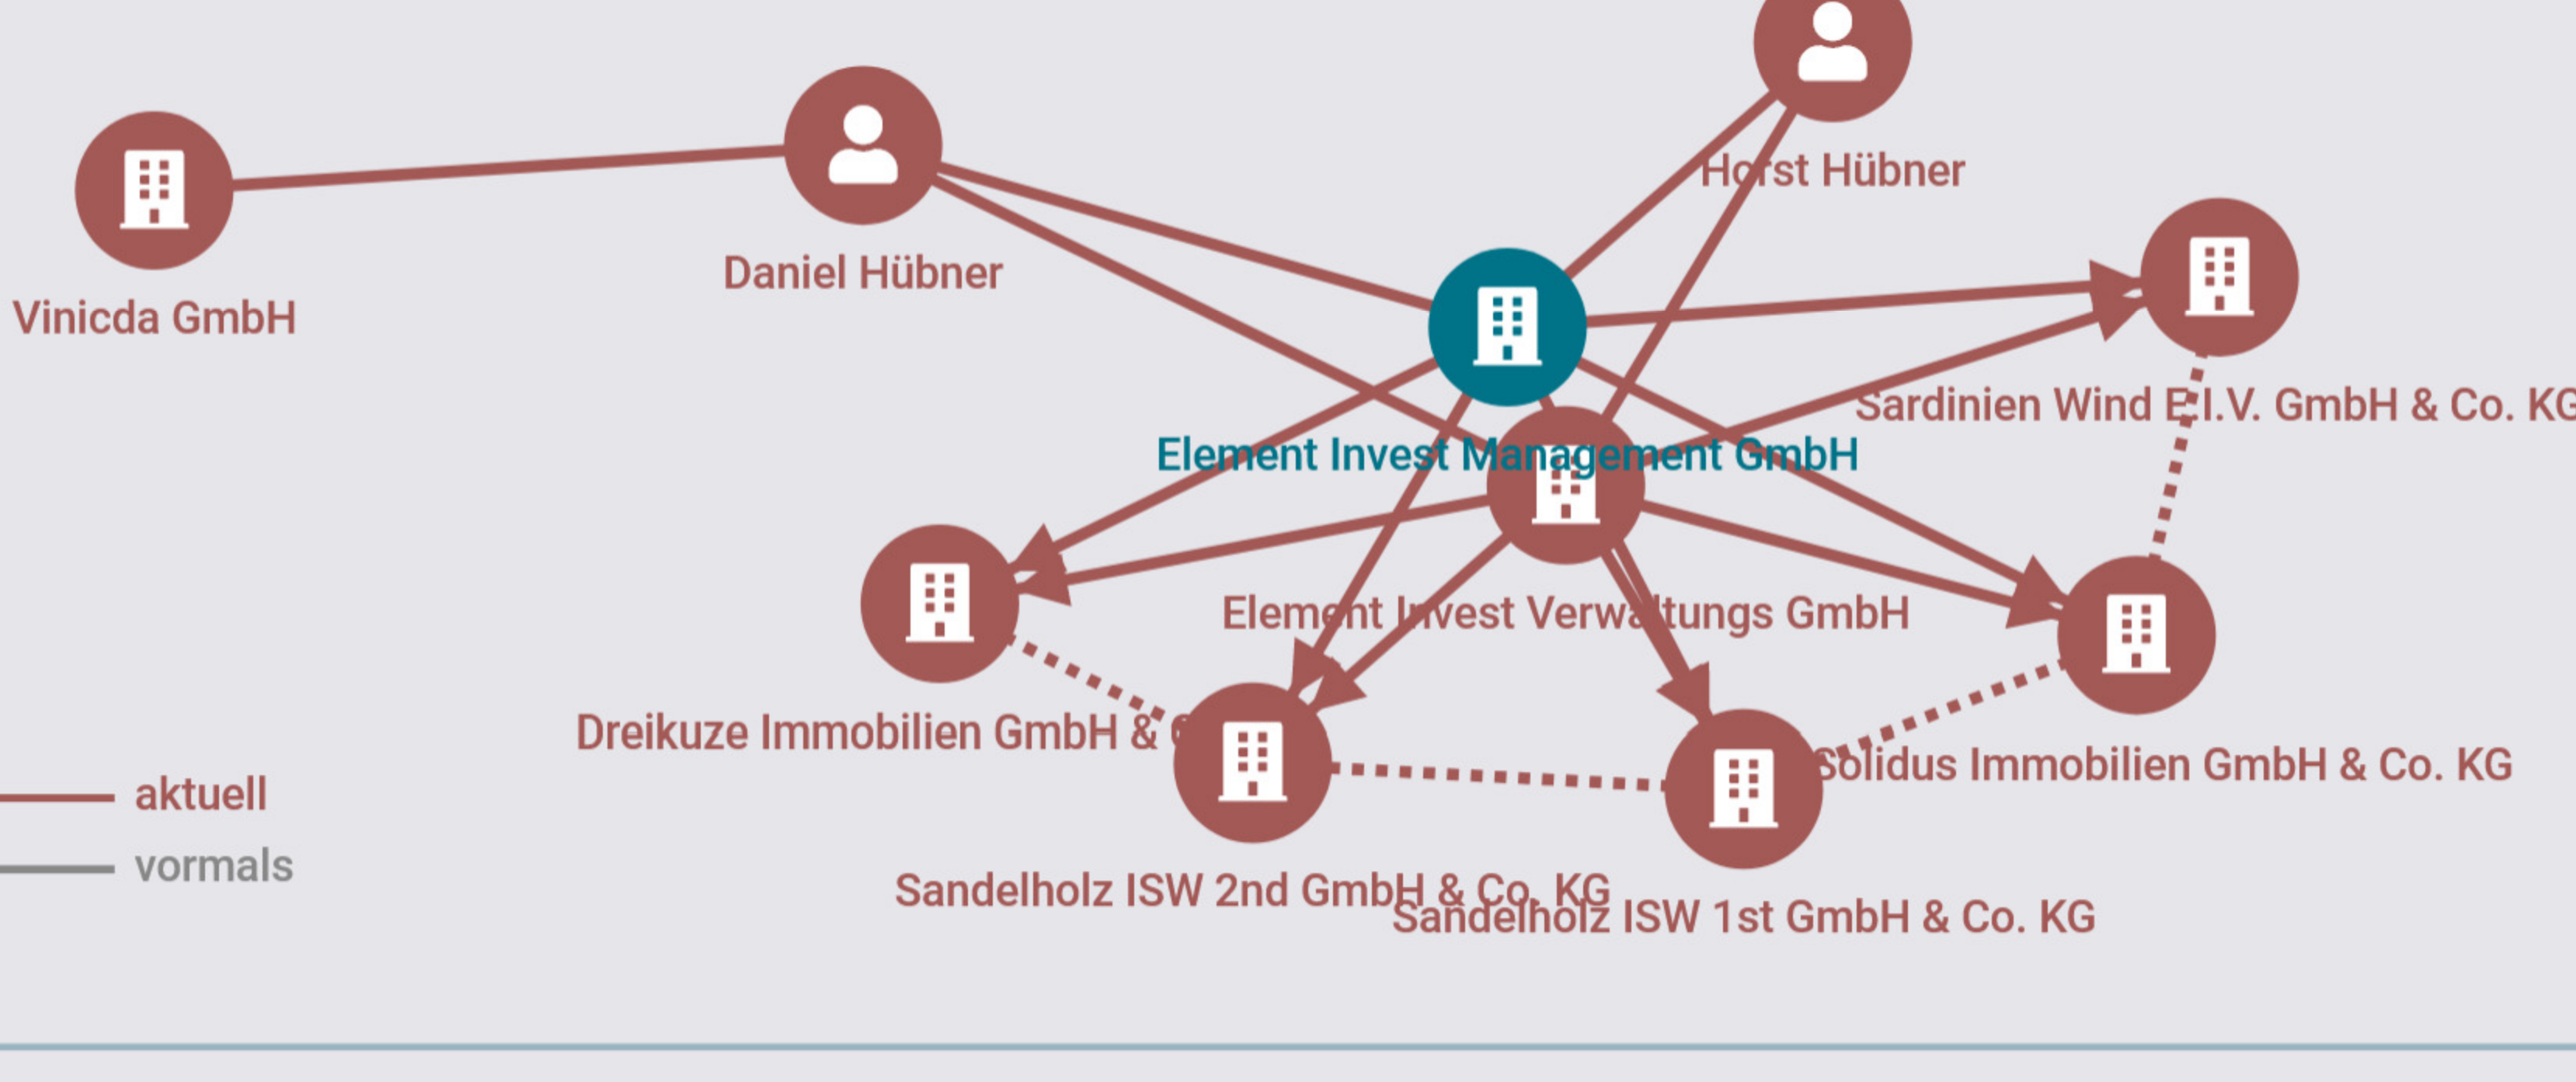 Horst Hübner
Daniel Hübner
Vinicda GmbH
Sardinien Wind E.I.V. GmbH & Co. KG
Element Invest Management GmbH
Element Invest Verwaltungs GmbH
Dreikuze Immobilien GmbH &
Solidus Immobilien GmbH & Co. KG
aktuell
vormals
Sandelholz ISW 2nd GmbH & Co. KG
Sandelholz ISW 1st GmbH & Co. KG